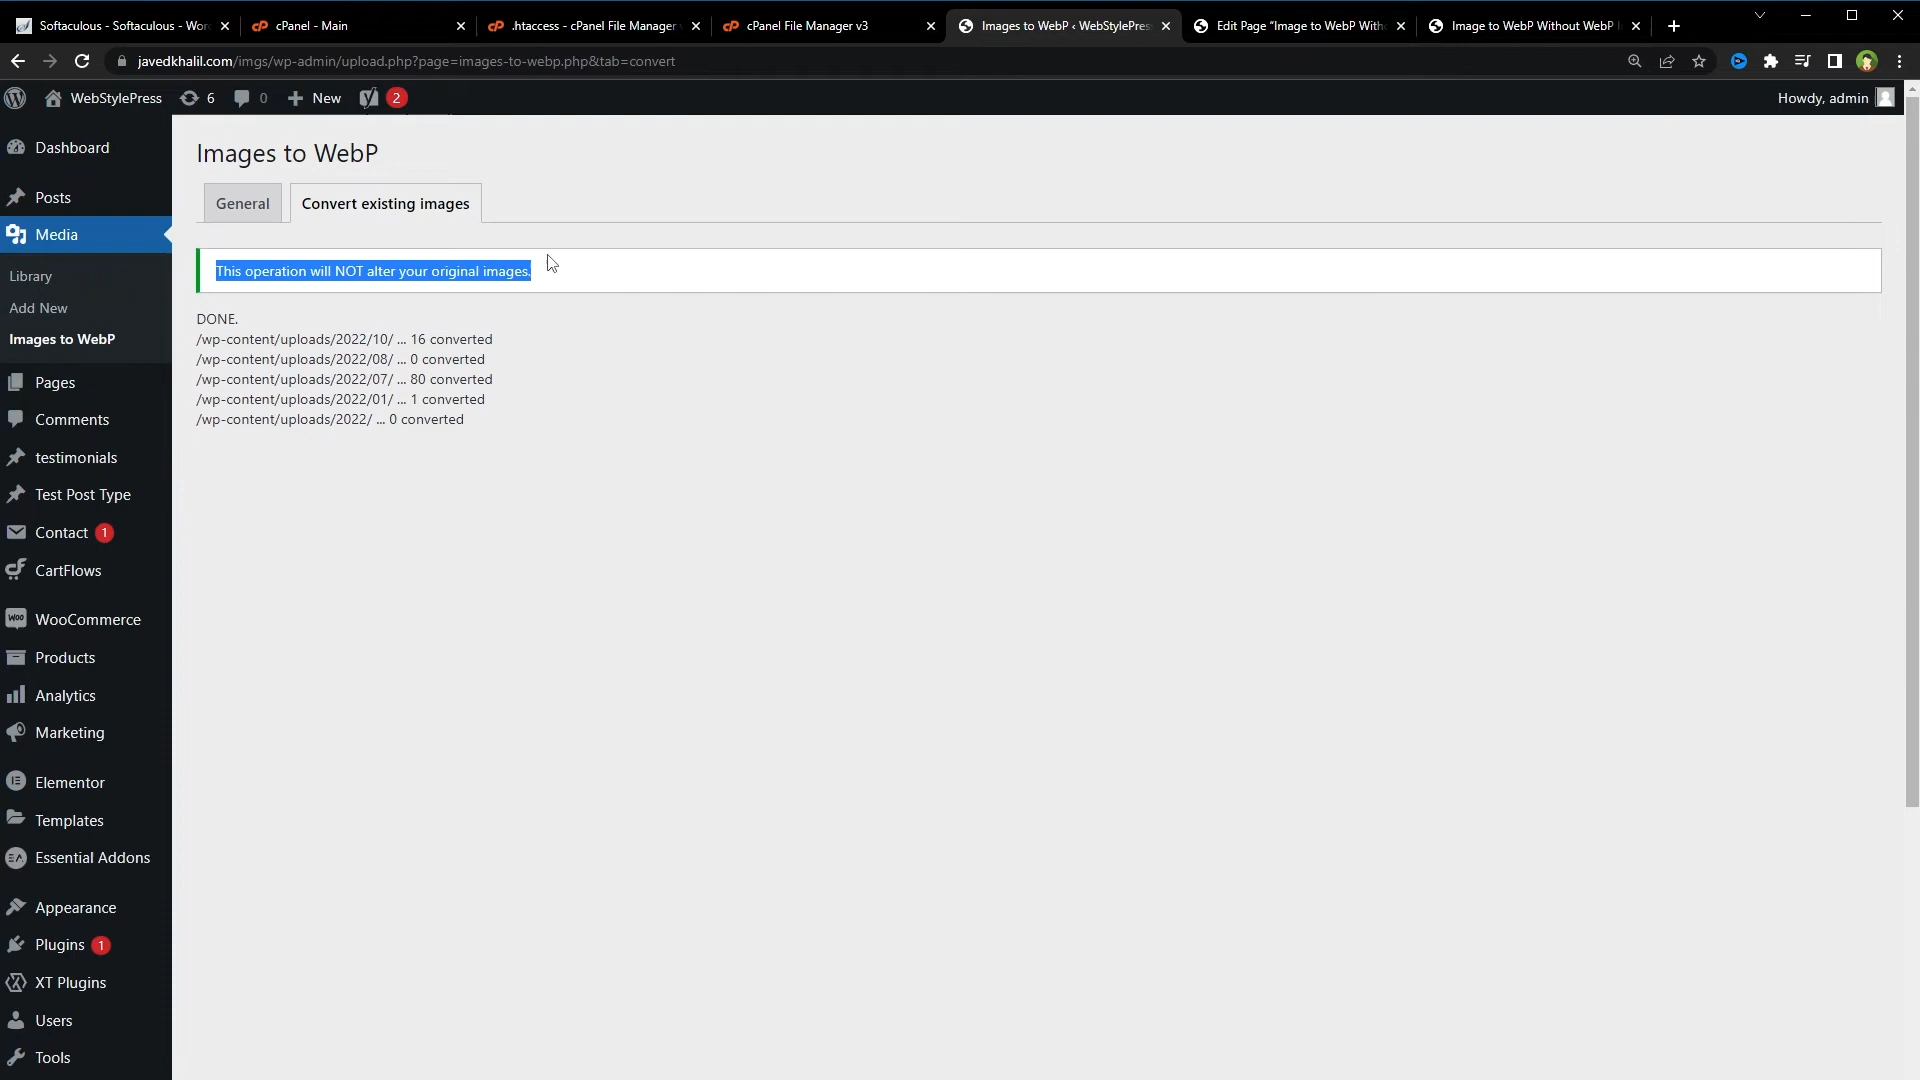 Softaculous - Softaculous - Wor
cPanel - Main
.htaccess - cPanel File Manager
cPanel File Manager v3
Images to WebP ‹ WebStylePress
Edit Page “Image to WebP With
Image to WebP Without WebP
javedkhalil.com/imgs/wp-admin/upload.php?page=images-to-webp.php&tab=convert
WebStylePress
6
0
New
2
Howdy, admin
Dashboard
Posts
Media
Library
Add New
Images to WebP
Pages
Comments
testimonials
Test Post Type
Contact 1
CartFlows
WooCommerce
Products
Analytics
Marketing
Elementor
Templates
Essential Addons
Appearance
Plugins 1
XT Plugins
Users
Tools
Images to WebP
General
Convert existing images
This operation will NOT alter your original images.
DONE.
/wp-content/uploads/2022/10/ ... 16 converted
/wp-content/uploads/2022/08/ ... 0 converted
/wp-content/uploads/2022/07/ ... 80 converted
/wp-content/uploads/2022/01/ ... 1 converted
/wp-content/uploads/2022/ ... 0 converted